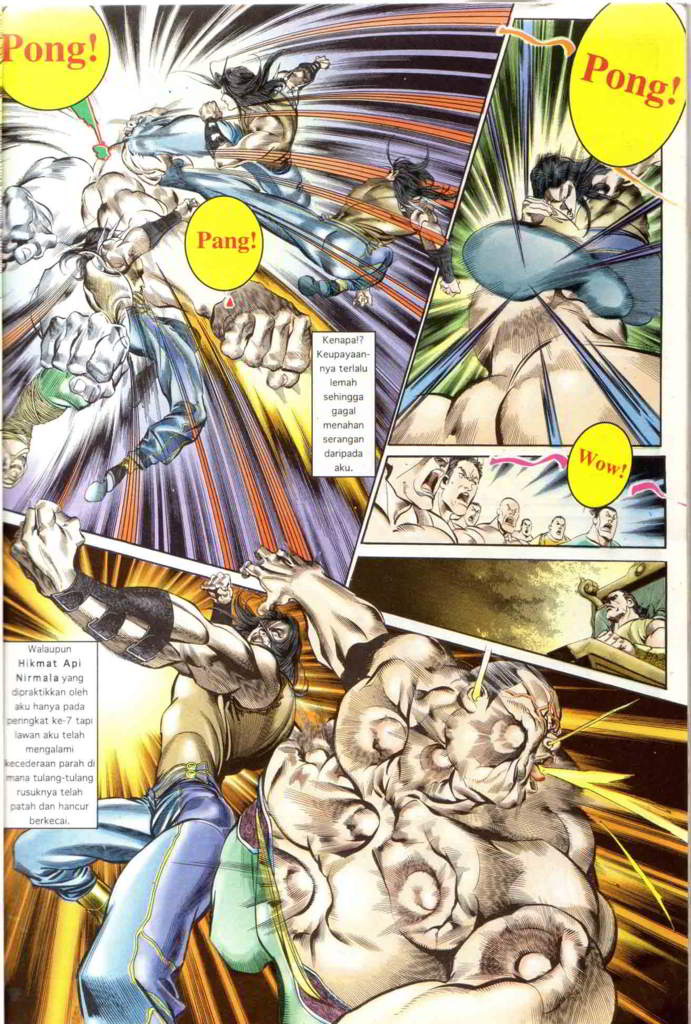 Pong!
Pong!
Pang!
Kenapa!?
Keupayaan-
nya terlalu
lemah
sehingga
gagal
menahan
serangan
daripada
aku.
Wow!
Walaupun
Hikmat Api
Nirmala yang
dipraktikkan oleh
aku hanya pada
peringkat ke-7 tapi
lawan aku telah
mengalami
kecederaan parah di
mana tulang-tulang
rusuknya telah
patah dan hancur
berkecai.